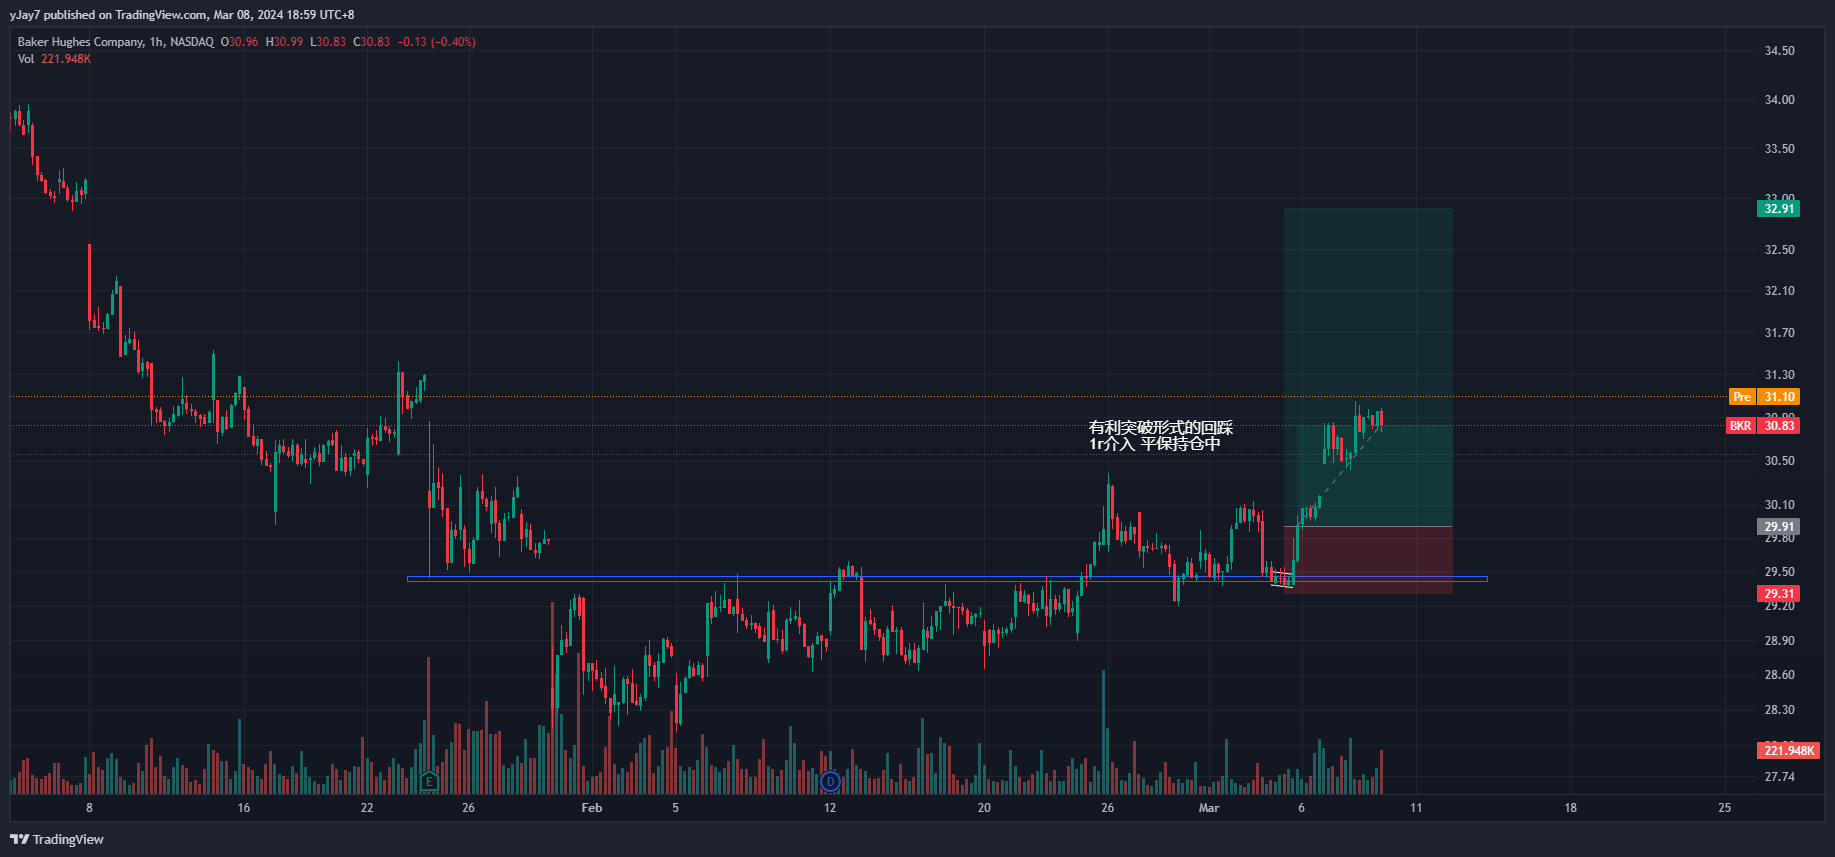 yJay7 published on TradingView.com, Mar 08, 2024 18:59 UTC+8
Baker Hughes Company, 1h, NASDAQ O30.96 H30.99 L30.83 C30.83 −0.13 (−0.40%)
Vol 221.948K
34.50
34.00
33.50
33.00
32.91
32.50
32.10
31.70
31.30
Pre 31.10
30.90
BKR 30.83
有利突破形式的回踩
1r介入 平保持仓中
30.50
30.10
29.91
29.80
29.50
29.31
29.20
28.90
28.60
28.30
221.948K
27.74
E
D
8 16 22 26 Feb 5 12 20 26 Mar 6 11 18 25
TradingView